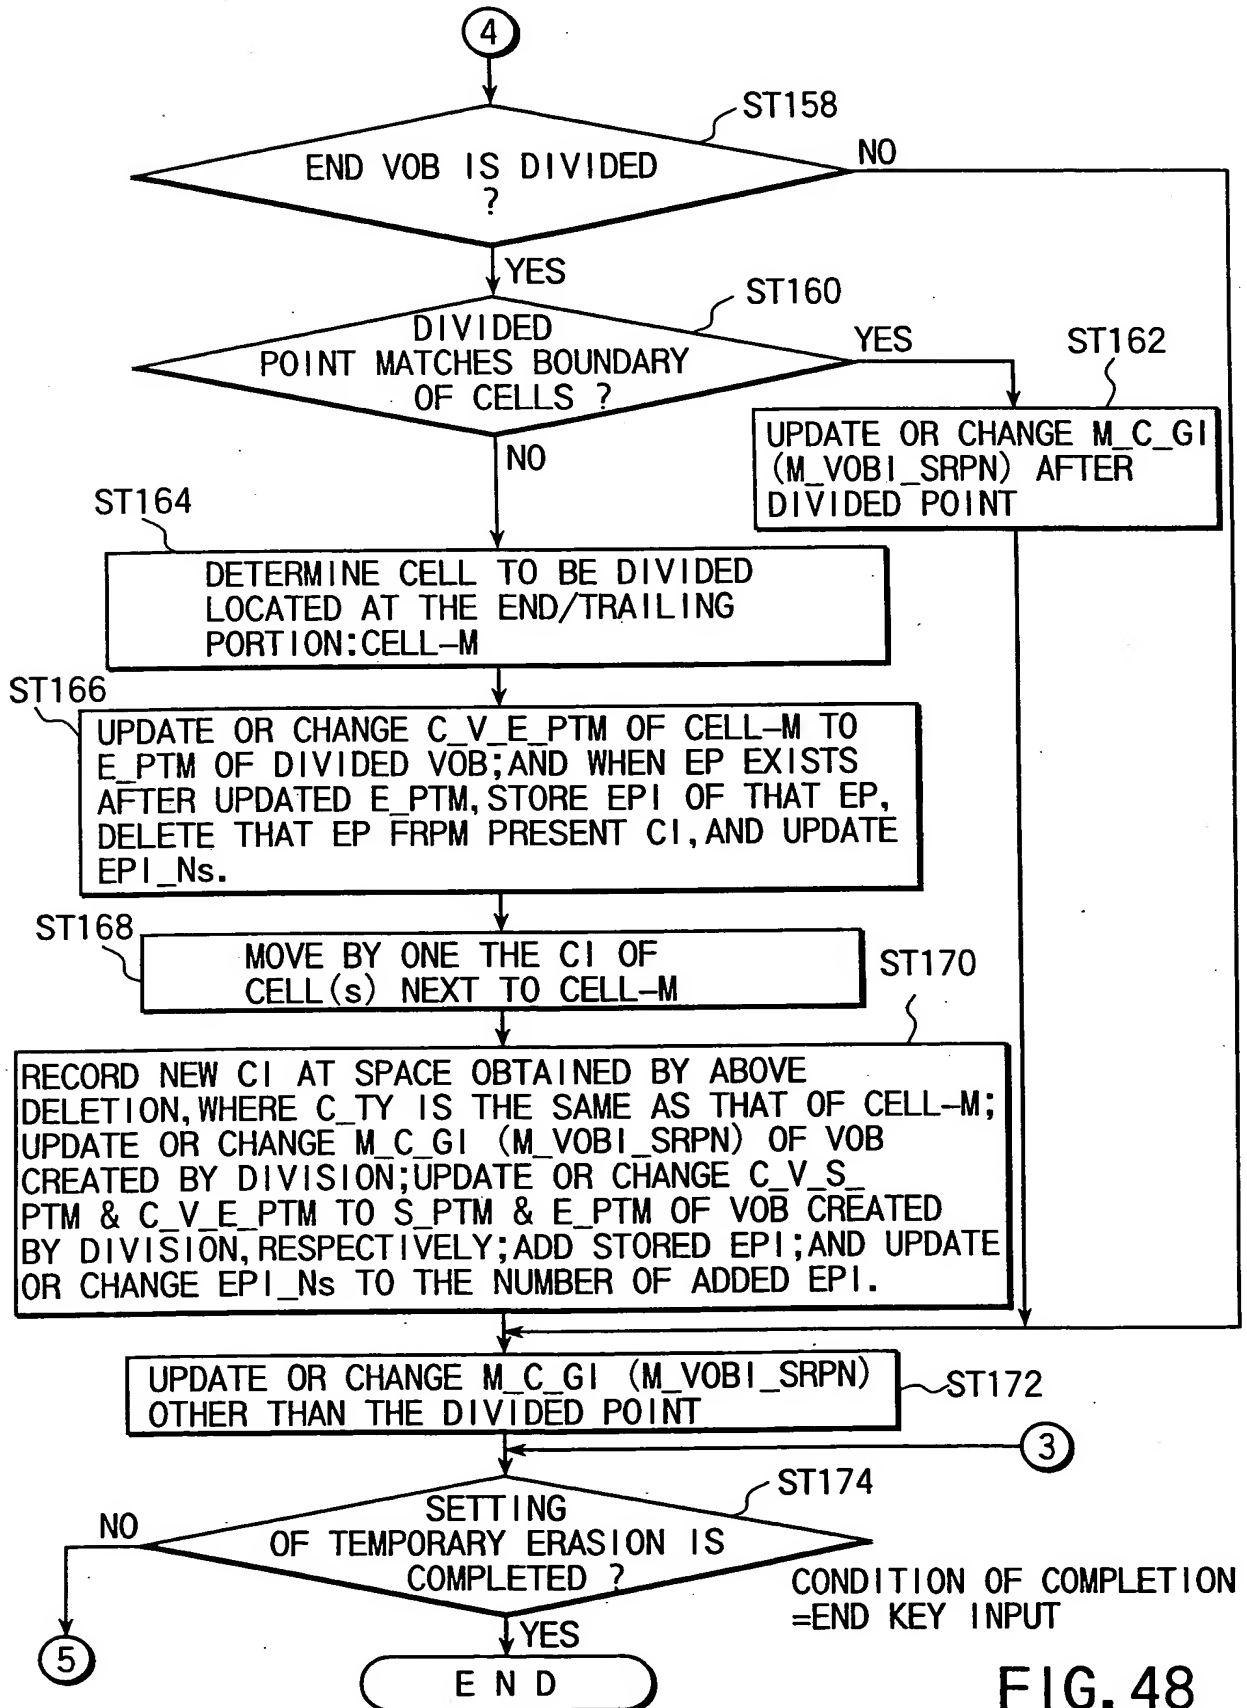 4
ST158
END VOB IS DIVIDED
?
NO
YES
ST160
DIVIDED
POINT MATCHES BOUNDARY
OF CELLS ?
YES
ST162
UPDATE OR CHANGE M_C_GI
(M_VOBI_SRPN) AFTER
DIVIDED POINT
NO
ST164
DETERMINE CELL TO BE DIVIDED
LOCATED AT THE END/TRAILING
PORTION:CELL-M
ST166
UPDATE OR CHANGE C_V_E_PTM OF CELL-M TO
E_PTM OF DIVIDED VOB;AND WHEN EP EXISTS
AFTER UPDATED E_PTM,STORE EPI OF THAT EP,
DELETE THAT EP FRPM PRESENT CI,AND UPDATE
EPI_Ns.
ST168
MOVE BY ONE THE CI OF
CELL(s) NEXT TO CELL-M
ST170
RECORD NEW CI AT SPACE OBTAINED BY ABOVE
DELETION,WHERE C_TY IS THE SAME AS THAT OF CELL-M;
UPDATE OR CHANGE M_C_GI (M_VOBI_SRPN) OF VOB
CREATED BY DIVISION;UPDATE OR CHANGE C_V_S_
PTM & C_V_E_PTM TO S_PTM & E_PTM OF VOB CREATED
BY DIVISION,RESPECTIVELY;ADD STORED EPI;AND UPDATE
OR CHANGE EPI_Ns TO THE NUMBER OF ADDED EPI.
UPDATE OR CHANGE M_C_GI (M_VOBI_SRPN)
OTHER THAN THE DIVIDED POINT
ST172
3
ST174
SETTING
OF TEMPORARY ERASION IS
COMPLETED ?
NO
CONDITION OF COMPLETION
=END KEY INPUT
YES
5
END
FIG.48